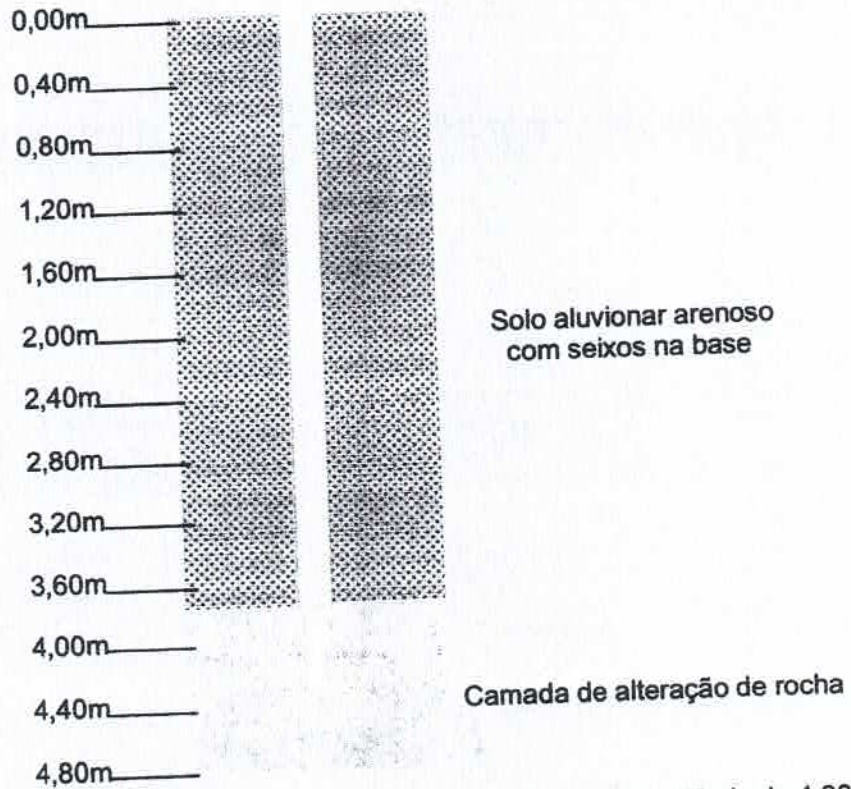 0,00m
0,40m
0,80m
1,20m
1,60m
2,00m
2,40m
2,80m
3,20m
3,60m
4,00m
4,40m
4,80m
Solo aluvionar arenoso
com seixos na base
Camada de alteração de rocha